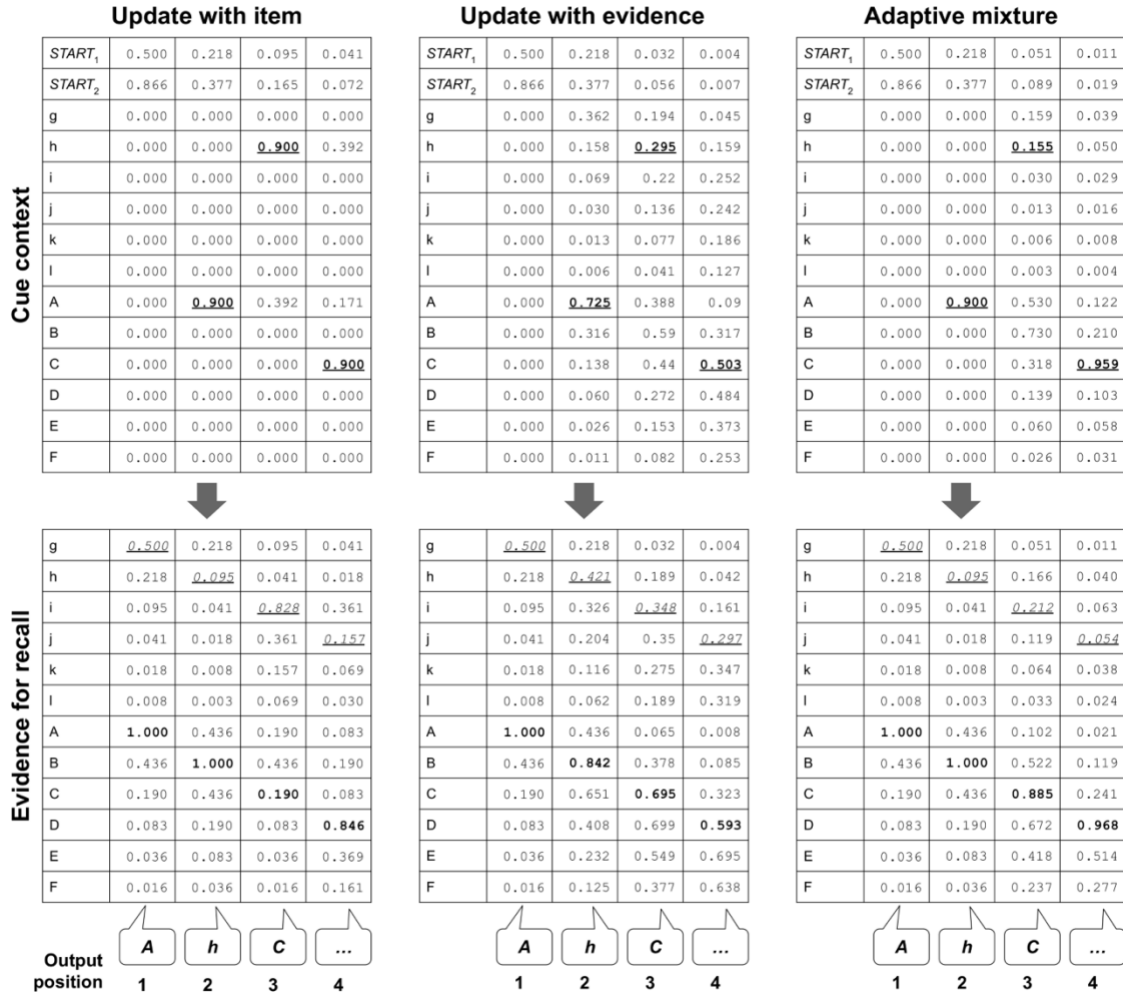 Update with item Update with evidence Adaptive mixture
START1 0.500 0.218 0.095 0.041 START1 0.500 0.218 0.032 0.004 START1 0.500 0.218 0.051 0.011
START2 0.866 0.377 0.165 0.072 START2 0.866 0.377 0.056 0.007 START2 0.866 0.377 0.089 0.019
g 0.000 0.000 0.000 0.000 g 0.000 0.362 0.194 0.045 g 0.000 0.000 0.159 0.039
h 0.000 0.000 0.900 0.392 h 0.000 0.158 0.295 0.159 h 0.000 0.000 0.155 0.050
i 0.000 0.000 0.000 0.000 i 0.000 0.069 0.22 0.252 i 0.000 0.000 0.030 0.029
j 0.000 0.000 0.000 0.000 j 0.000 0.030 0.136 0.242 j 0.000 0.000 0.013 0.016
k 0.000 0.000 0.000 0.000 k 0.000 0.013 0.077 0.186 k 0.000 0.000 0.006 0.008
l 0.000 0.000 0.000 0.000 l 0.000 0.006 0.041 0.127 l 0.000 0.000 0.003 0.004
A 0.000 0.900 0.392 0.171 A 0.000 0.725 0.388 0.09 A 0.000 0.900 0.530 0.122
B 0.000 0.000 0.000 0.000 B 0.000 0.316 0.59 0.317 B 0.000 0.000 0.730 0.210
C 0.000 0.000 0.000 0.900 C 0.000 0.138 0.44 0.503 C 0.000 0.000 0.318 0.959
D 0.000 0.000 0.000 0.000 D 0.000 0.060 0.272 0.484 D 0.000 0.000 0.139 0.103
E 0.000 0.000 0.000 0.000 E 0.000 0.026 0.153 0.373 E 0.000 0.000 0.060 0.058
F 0.000 0.000 0.000 0.000 F 0.000 0.011 0.082 0.253 F 0.000 0.000 0.026 0.031
Cue context
g 0.500 0.218 0.095 0.041 g 0.500 0.218 0.032 0.004 g 0.500 0.218 0.051 0.011
h 0.218 0.095 0.041 0.018 h 0.218 0.421 0.189 0.042 h 0.218 0.095 0.166 0.040
i 0.095 0.041 0.828 0.361 i 0.095 0.326 0.348 0.161 i 0.095 0.041 0.212 0.063
j 0.041 0.018 0.361 0.157 j 0.041 0.204 0.35 0.297 j 0.041 0.018 0.119 0.054
k 0.018 0.008 0.157 0.069 k 0.018 0.116 0.275 0.347 k 0.018 0.008 0.064 0.038
l 0.008 0.003 0.069 0.030 l 0.008 0.062 0.189 0.319 l 0.008 0.003 0.033 0.024
A 1.000 0.436 0.190 0.083 A 1.000 0.436 0.065 0.008 A 1.000 0.436 0.102 0.021
B 0.436 1.000 0.436 0.190 B 0.436 0.842 0.378 0.085 B 0.436 1.000 0.522 0.119
C 0.190 0.436 0.190 0.083 C 0.190 0.651 0.695 0.323 C 0.190 0.436 0.885 0.241
D 0.083 0.190 0.083 0.846 D 0.083 0.408 0.699 0.593 D 0.083 0.190 0.672 0.968
E 0.036 0.083 0.036 0.369 E 0.036 0.232 0.549 0.695 E 0.036 0.083 0.418 0.514
F 0.016 0.036 0.016 0.161 F 0.016 0.125 0.377 0.638 F 0.016 0.036 0.237 0.277
Evidence for recall
A h C ... A h C ... A h C ...
Output
position 1 2 3 4 1 2 3 4 1 2 3 4